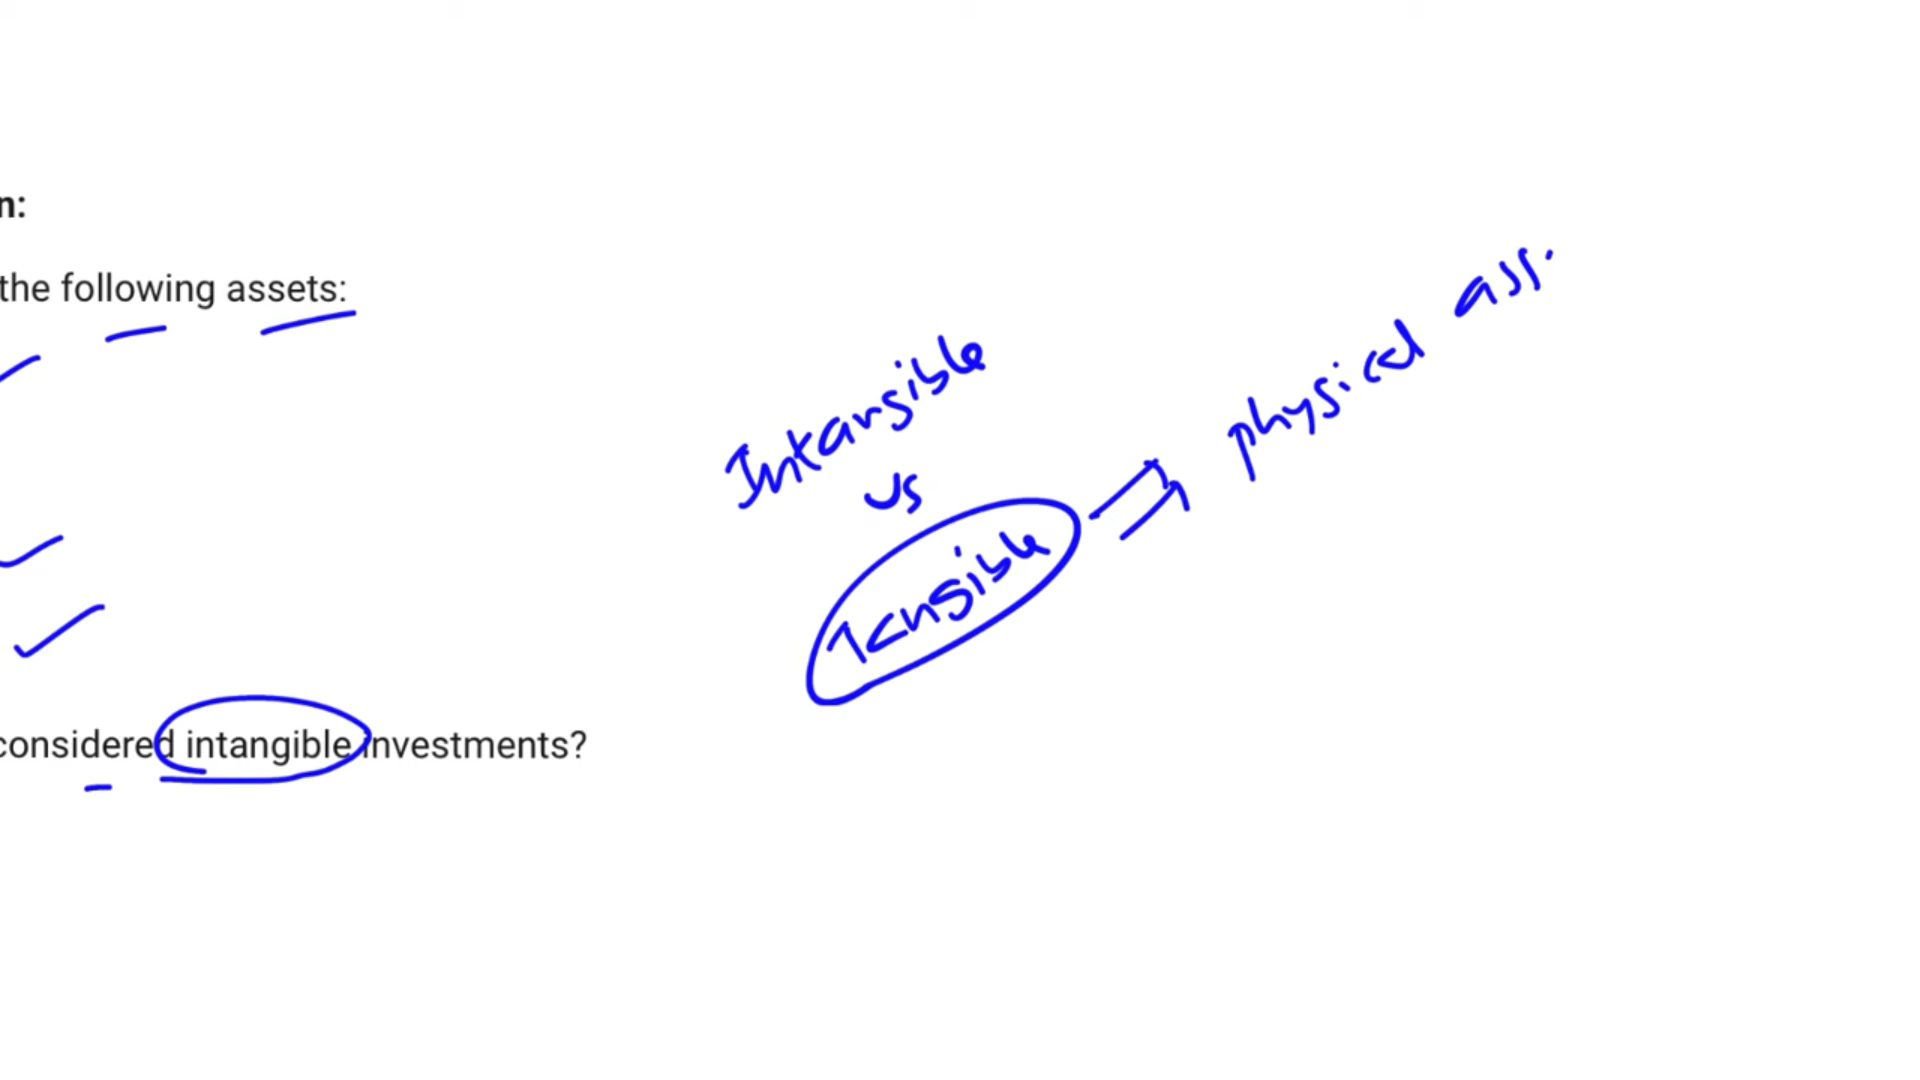 n:
the following assets:
Intangible
vs
Tangible
physical ass.
considered intangible investments?